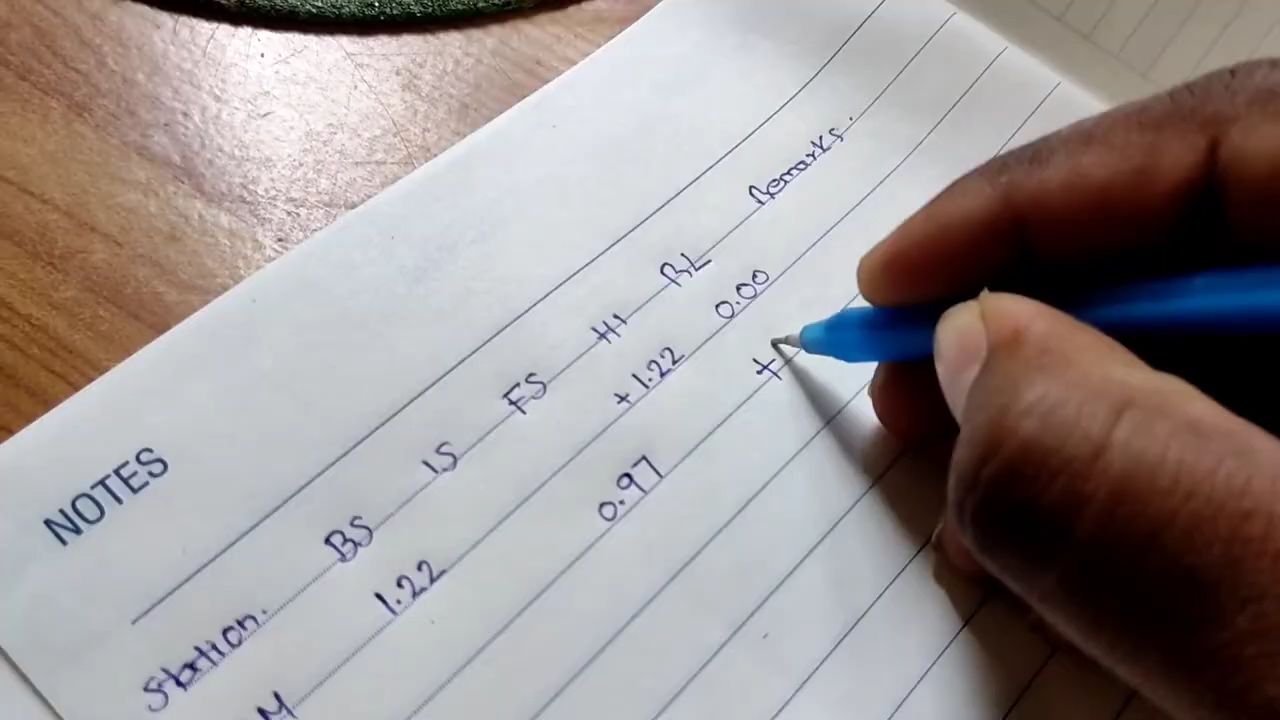 NOTES
Station. BS IS FS HI RL Remarks.
M 1.22 + 1.22 0.00
0.97 +